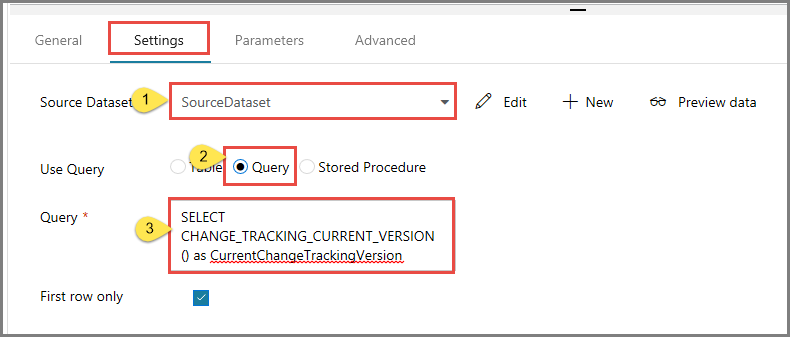 General Settings Parameters Advanced
Source Dataset 1 SourceDataset Edit New Preview data
2
Use Query Table Query Stored Procedure
Query * 3 SELECT
CHANGE_TRACKING_CURRENT_VERSION
() as CurrentChangeTrackingVersion
First row only